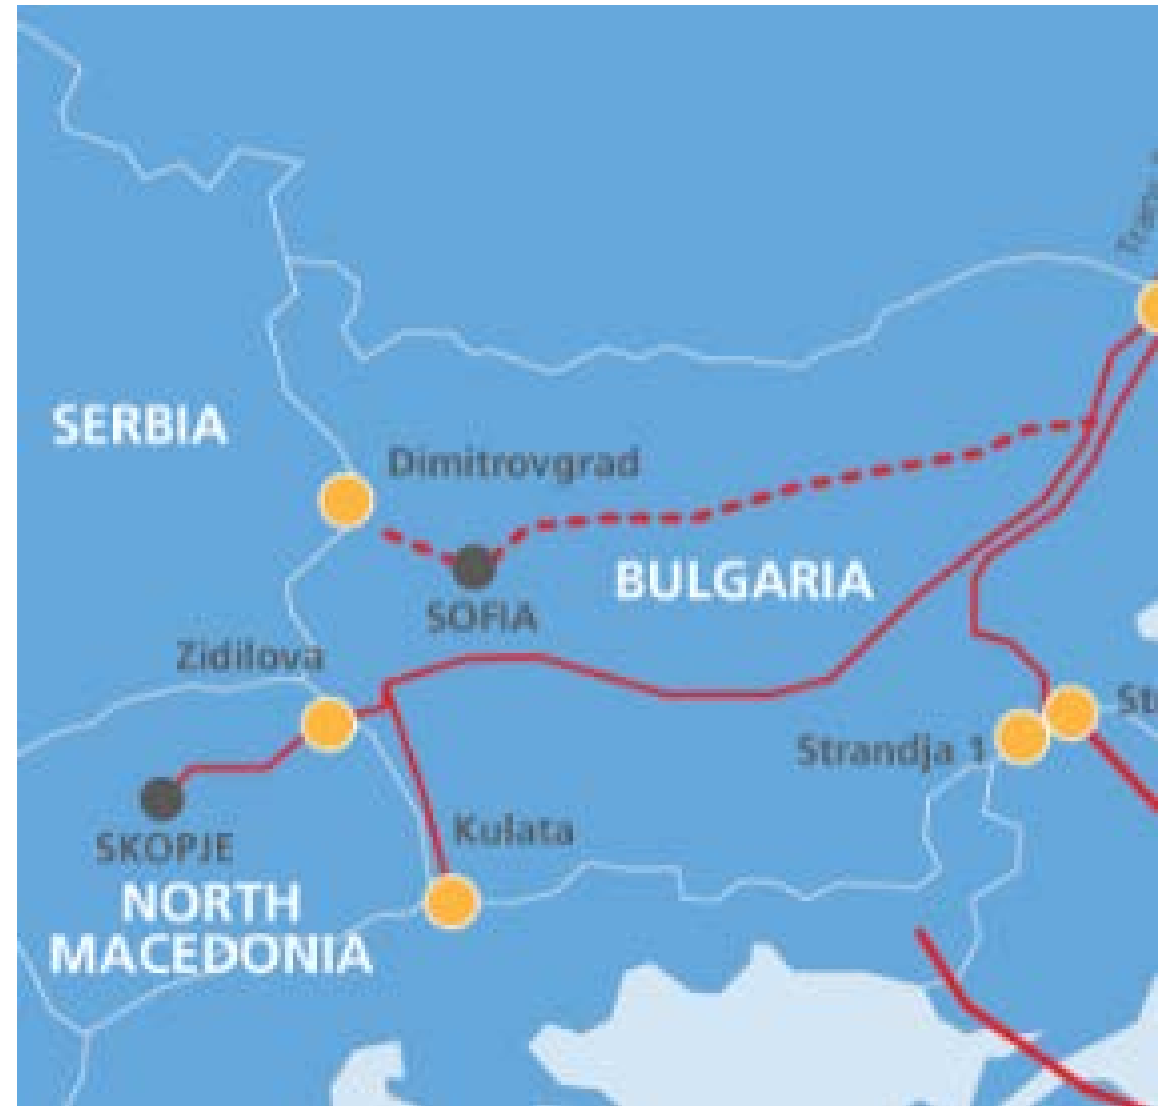 SERBIA
Dimitrovgrad
BULGARIA
SOFIA
Zidilova
Strandja 1
SKOPJE
Kulata
NORTH
MACEDONIA